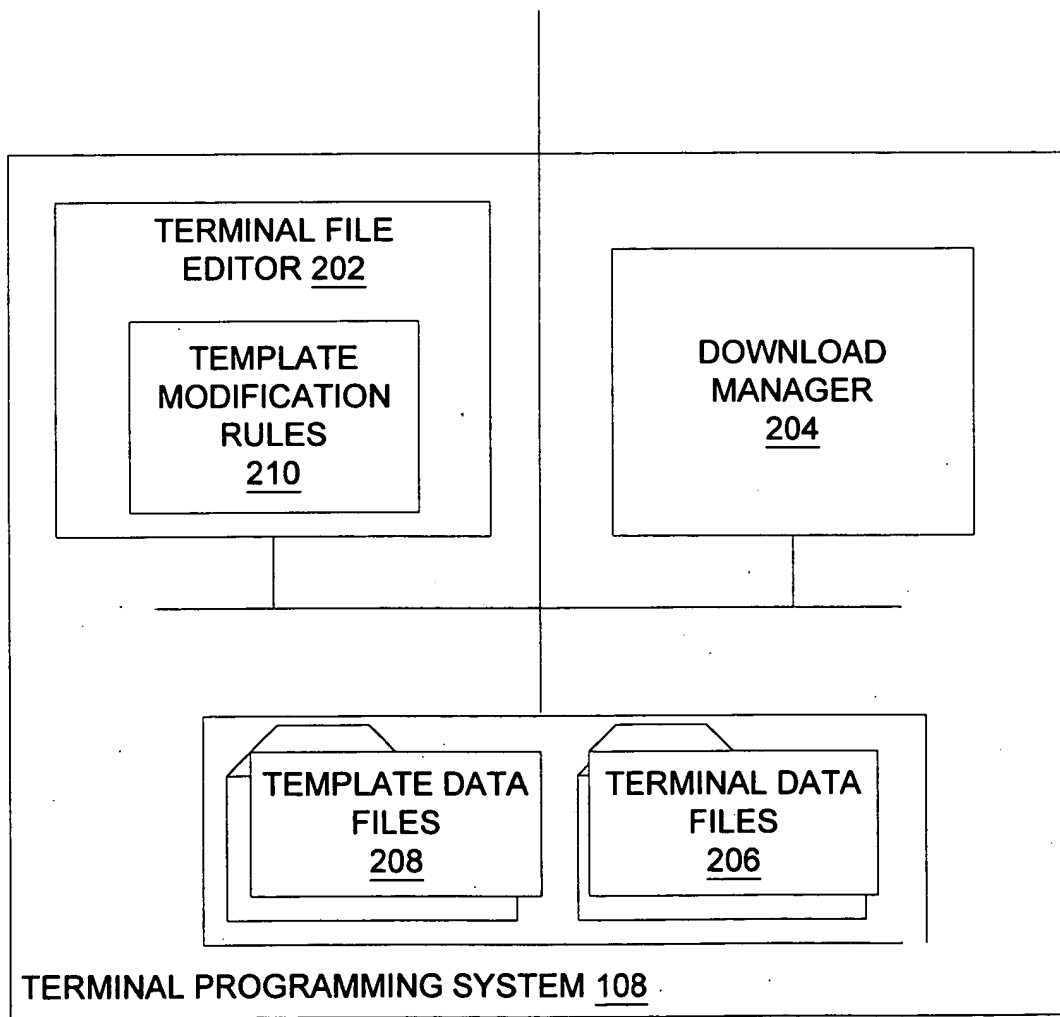 TERMINAL FILE
EDITOR 202
TEMPLATE
MODIFICATION
RULES
210
DOWNLOAD
MANAGER
204
TEMPLATE DATA
FILES
208
TERMINAL DATA
FILES
206
TERMINAL PROGRAMMING SYSTEM 108